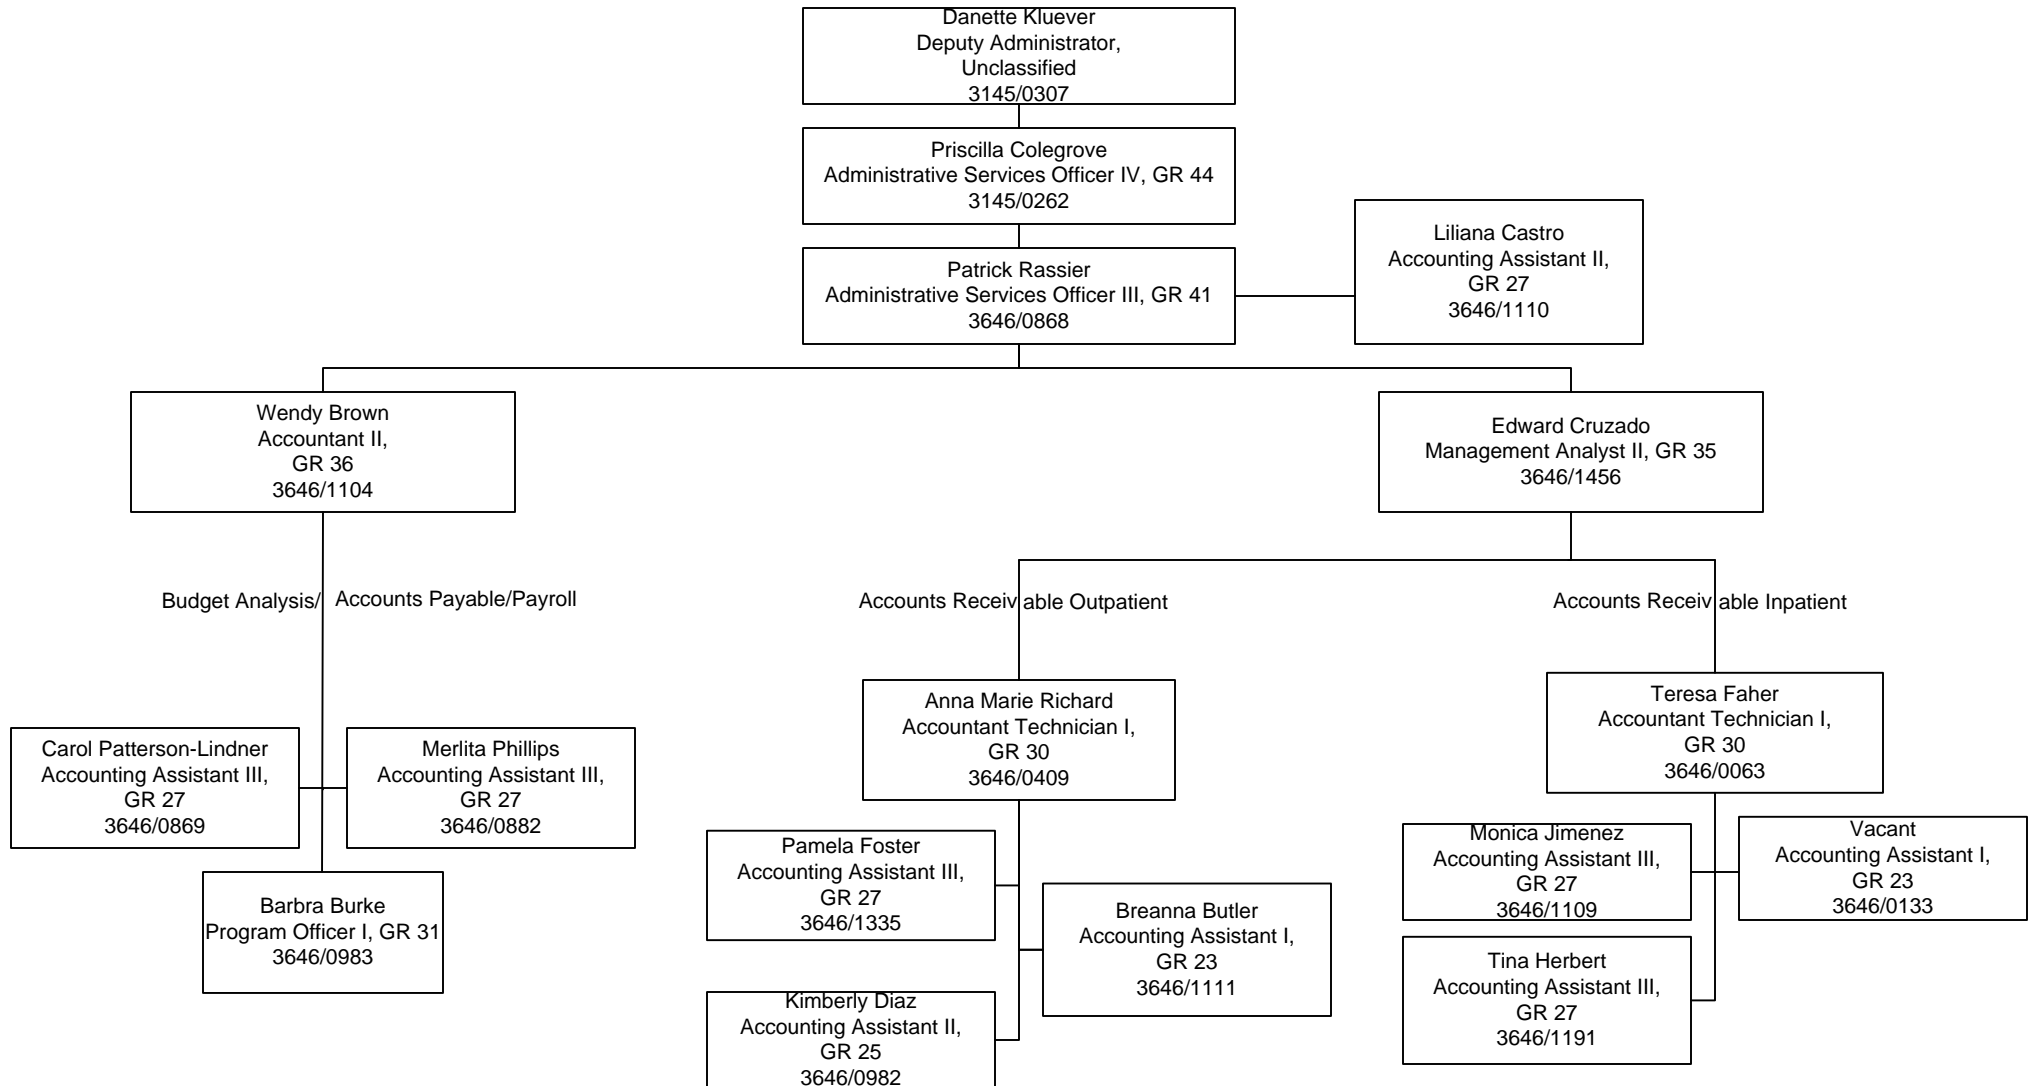 Danette Kluever
Deputy Administrator,
Unclassified
3145/0307
Priscilla Colegrove
Administrative Services Officer IV, GR 44
3145/0262
Patrick Rassier
Administrative Services Officer III, GR 41
3646/0868
Liliana Castro
Accounting Assistant II,
GR 27
3646/1110
Wendy Brown
Accountant II,
GR 36
3646/1104
Edward Cruzado
Management Analyst II, GR 35
3646/1456
Budget Analysis/ Accounts Payable/Payroll
Accounts Receivable Outpatient
Accounts Receivable Inpatient
Carol Patterson-Lindner
Accounting Assistant III,
GR 27
3646/0869
Merlita Phillips
Accounting Assistant III,
GR 27
3646/0882
Barbra Burke
Program Officer I, GR 31
3646/0983
Anna Marie Richard
Accountant Technician I,
GR 30
3646/0409
Pamela Foster
Accounting Assistant III,
GR 27
3646/1335
Breanna Butler
Accounting Assistant I,
GR 23
3646/1111
Kimberly Diaz
Accounting Assistant II,
GR 25
3646/0982
Teresa Faher
Accountant Technician I,
GR 30
3646/0063
Monica Jimenez
Accounting Assistant III,
GR 27
3646/1109
Vacant
Accounting Assistant I,
GR 23
3646/0133
Tina Herbert
Accounting Assistant III,
GR 27
3646/1191